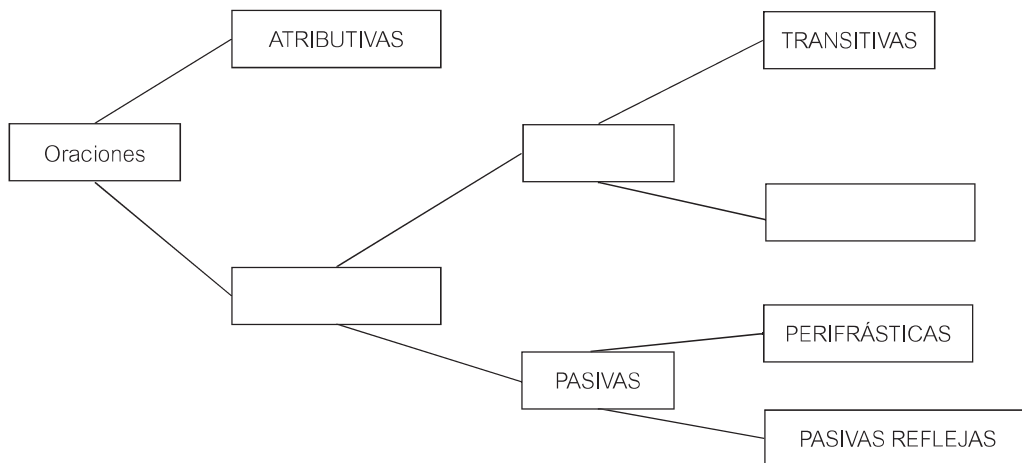 ATRIBUTIVAS
TRANSITIVAS
Oraciones
PERIFRÁSTICAS
PASIVAS
PASIVAS REFLEJAS